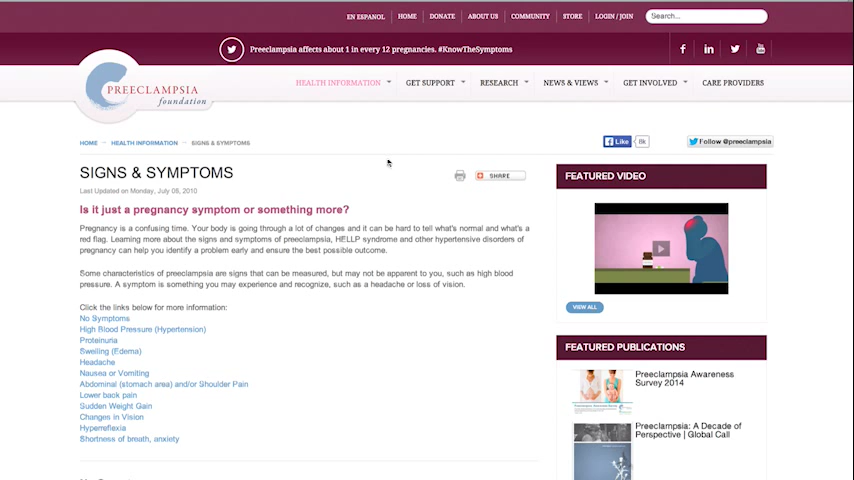 EN ESPANOL HOME DONATE ABOUT US COMMUNITY STORE LOGIN / JOIN Search...
Preeclampsia affects about 1 in every 12 pregnancies. #KnowTheSymptoms
PREECLAMPSIA
foundation
HEALTH INFORMATION GET SUPPORT RESEARCH NEWS & VIEWS GET INVOLVED CARE PROVIDERS
HOME HEALTH INFORMATION SIGNS & SYMPTOMS
Like 8k
Follow @preeclampsia
SIGNS & SYMPTOMS
SHARE
Last Updated on Monday, July 08, 2010
Is it just a pregnancy symptom or something more?
Pregnancy is a confusing time. Your body is going through a lot of changes and it can be hard to tell what's normal and what's a
red flag. Learning more about the signs and symptoms of preeclampsia, HELLP syndrome and other hypertensive disorders of
pregnancy can help you identify a problem early and ensure the best possible outcome.
Some characteristics of preeclampsia are signs that can be measured, but may not be apparent to you, such as high blood
pressure. A symptom is something you may experience and recognize, such as a headache or loss of vision.
Click the links below for more information:
No Symptoms
High Blood Pressure (Hypertension)
Proteinuria
Swelling (Edema)
Headache
Nausea or Vomiting
Abdominal (stomach area) and/or Shoulder Pain
Lower back pain
Sudden Weight Gain
Changes in Vision
Hyperreflexia
Shortness of breath, anxiety
FEATURED VIDEO
VIEW ALL
FEATURED PUBLICATIONS
Preeclampsia Awareness
Survey 2014
Preeclampsia: A Decade of
Perspective | Global Call